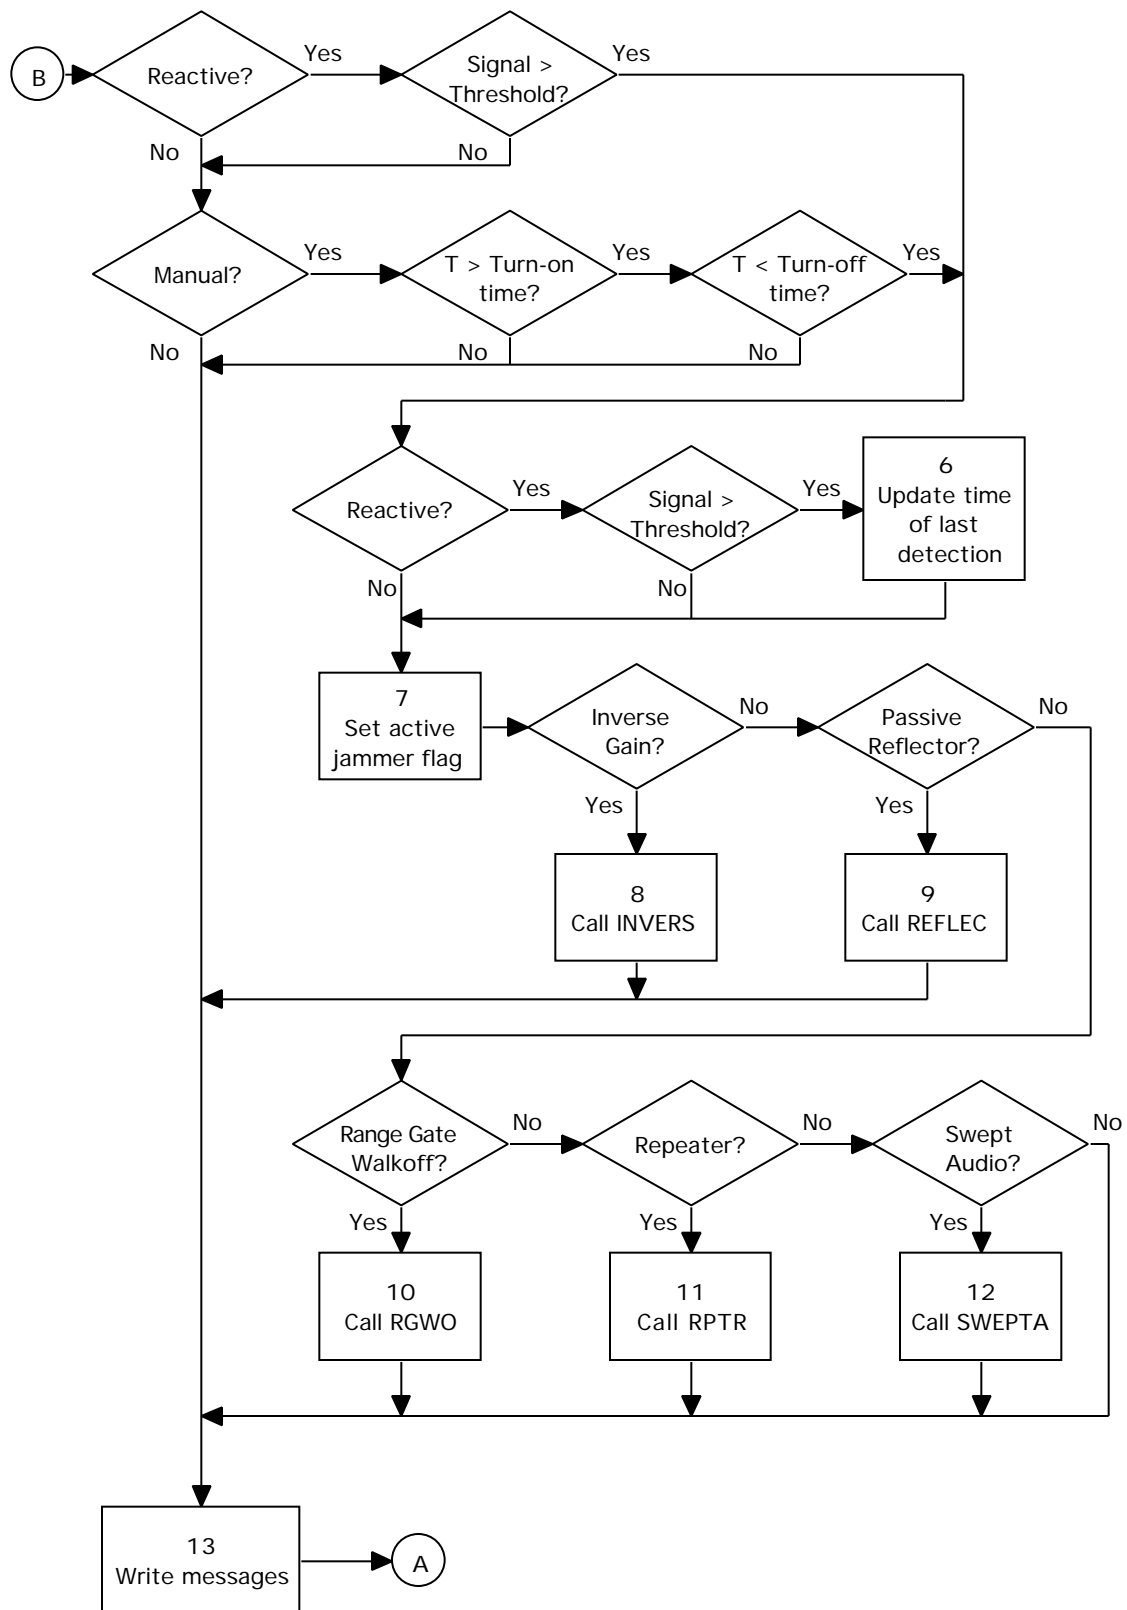 B
Reactive?
Yes
Signal >
Threshold?
Yes
No
No
Manual?
Yes
T > Turn-on
time?
Yes
T < Turn-off
time?
Yes
No
No
No
Reactive?
Yes
Signal >
Threshold?
Yes
6
Update time
of last
detection
No
No
7
Set active
jammer flag
Inverse
Gain?
No
Passive
Reflector?
No
Yes
Yes
8
Call INVERS
9
Call REFLEC
Range Gate
Walkoff?
No
Repeater?
No
Swept
Audio?
No
Yes
Yes
Yes
10
Call RGWO
11
Call RPTR
12
Call SWEPTA
13
Write messages
A